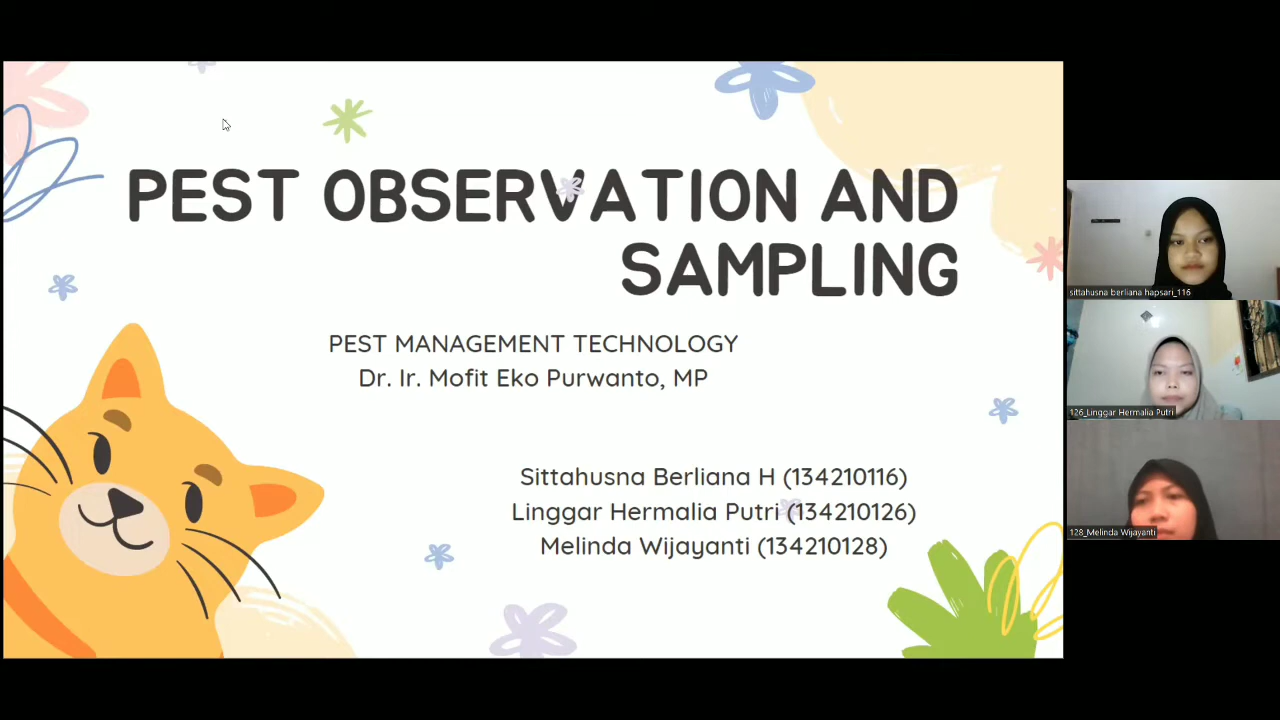 PEST OBSERVATION AND
SAMPLING
PEST MANAGEMENT TECHNOLOGY
Dr. Ir. Mofit Eko Purwanto, MP
Sittahusna Berliana H (134210116)
Linggar Hermalia Putri (134210126)
Melinda Wijayanti (134210128)
sittahusna berliana hapsari_116
126_Linggar Hermalia Putri
128_Melinda Wijayanti